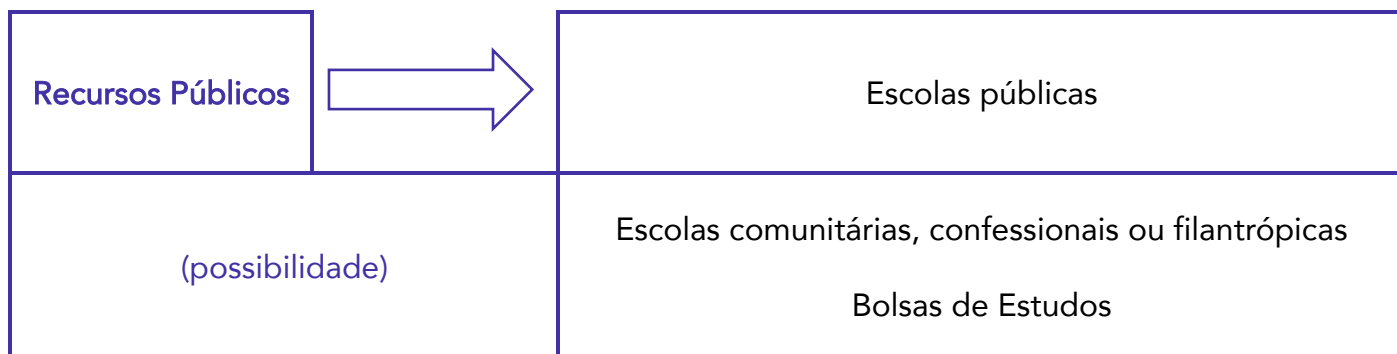 Recursos Públicos
Escolas públicas
(possibilidade)
Escolas comunitárias, confessionais ou filantrópicas
Bolsas de Estudos